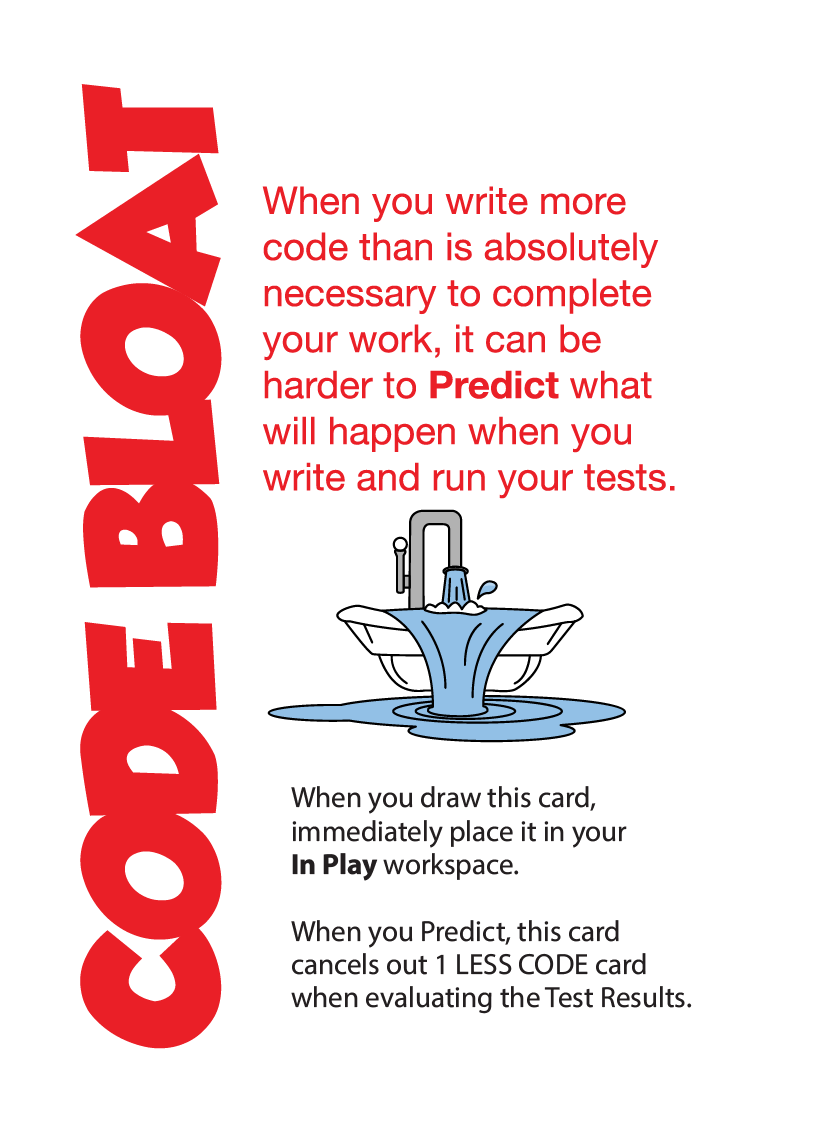 CODE BLOAT
When you write more
code than is absolutely
necessary to complete
your work, it can be
harder to Predict what
will happen when you
write and run your tests.
When you draw this card,
immediately place it in your
In Play workspace.
When you Predict, this card
cancels out 1 LESS CODE card
when evaluating the Test Results.